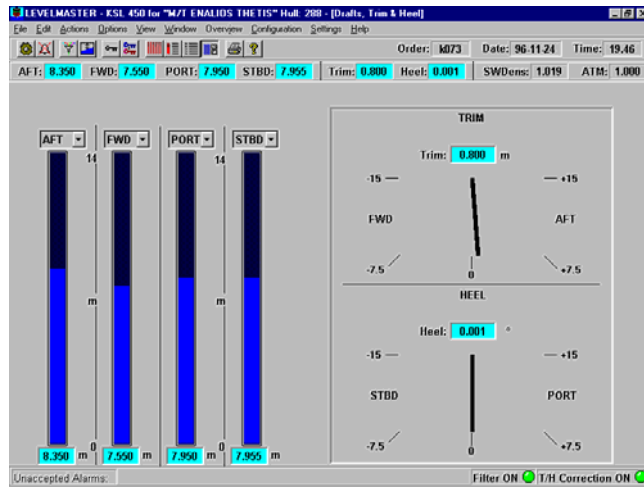 LEVELMASTER - KSL 450 for "M/T ENALIOS THETIS" Hull: 288 - [Drafts, Trim & Heel]
File Edit Actions Options View Window Overview Configuration Settings Help
Order: k073 Date: 96-11-24 Time: 19.46
AFT: 8.350 FWD: 7.550 PORT: 7.950 STBD: 7.955 Trim: 0.800 Heel: 0.001 SWDens: 1.019 ATM: 1.000
TRIM
AFT FWD PORT STBD
14 14
Trim: 0.800 m
-15 +15
FWD AFT
-7.5 0 +7.5
m m
HEEL
Heel: 0.001 °
-15 +15
STBD PORT
-7.5 0 +7.5
0 0
8.350 m 7.550 m 7.950 m 7.955 m
Unaccepted Alarms: Filter ON T/H Correction ON